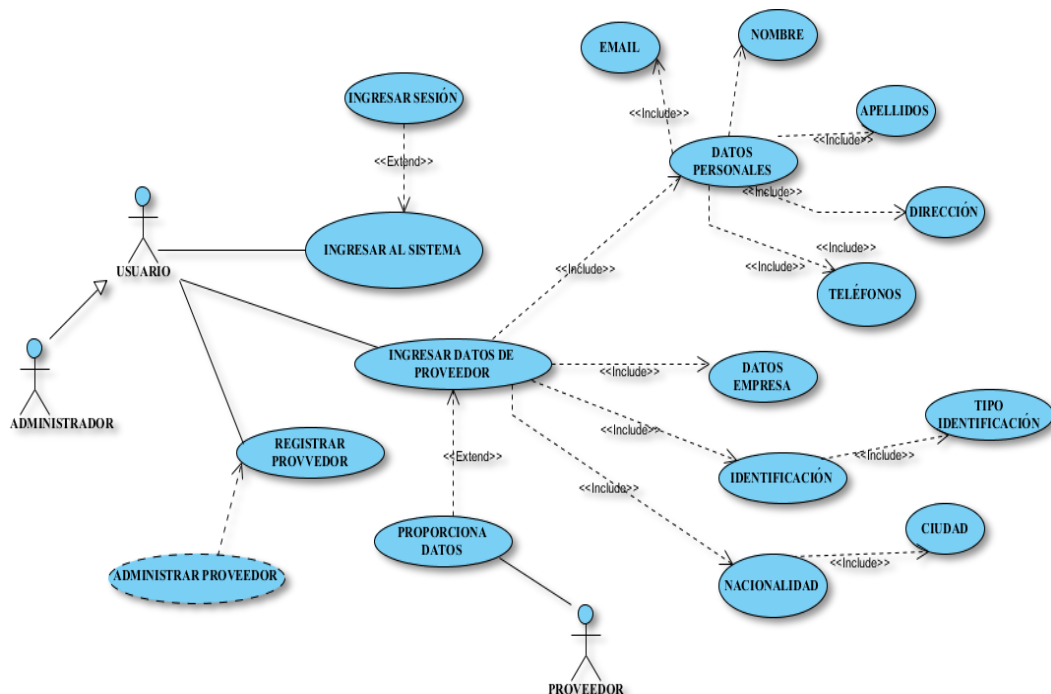 NOMBRE
EMAIL
INGRESAR SESIÓN
<<Include>>
APELLIDOS
<<Include>>
DATOS
PERSONALES
<<Extend>>
<<Include>>
DIRECCIÓN
INGRESAR AL SISTEMA
<<Include>>
USUARIO
<<Include>>
<<Include>>
TELÉFONOS
INGRESAR DATOS DE
PROVEEDOR
<<Include>>
DATOS
EMPRESA
TIPO
IDENTIFICACIÓN
ADMINISTRADOR
<<Include>>
REGISTRAR
PROVVEDOR
<<Extend>>
<<Include>>
IDENTIFICACIÓN
<<Include>>
CIUDAD
PROPORCIONA
DATOS
<<Include>>
ADMINISTRAR PROVEEDOR
NACIONALIDAD
PROVEEDOR